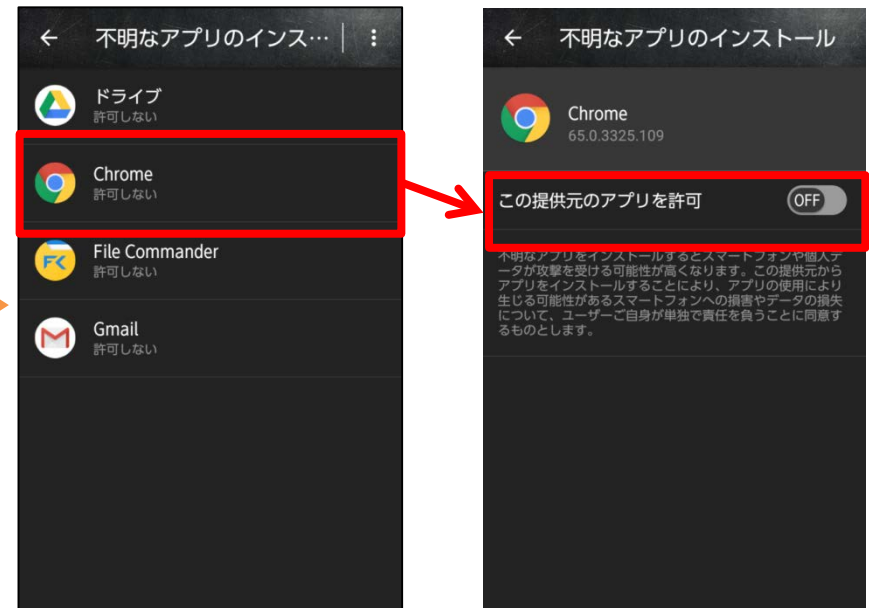 不明なアプリのインス…
ドライブ
許可しない
Chrome
許可しない
File Commander
許可しない
Gmail
許可しない
不明なアプリのインストール
Chrome
65.0.3325.109
この提供元のアプリを許可 OFF
不明なアプリをインストールするとスマートフォンや個人デ
ータが攻撃を受ける可能性が高くなります。この提供元から
アプリをインストールすることにより、アプリの使用により
生じる可能性があるスマートフォンへの損害やデータの損失
について、ユーザーご自身が単独で責任を負うことに同意す
るものとします。